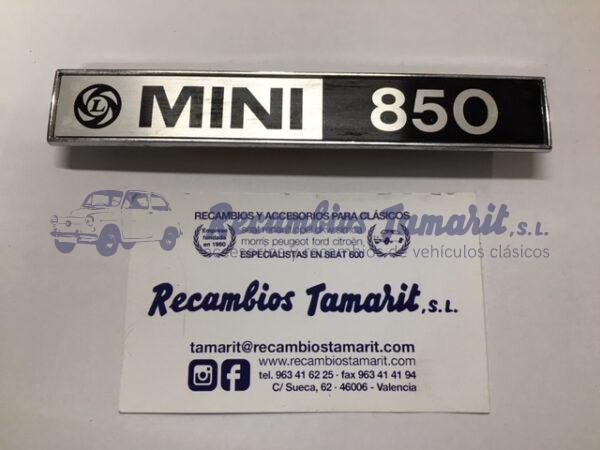 L MINI 850
Recambios Tamarit, S.L.
de vehículos clásicos
RECAMBIOS Y ACCESORIOS PARA CLÁSICOS
Empresa
fundada
en 1960
morris peugeot ford citroën
ESPECIALISTAS EN SEAT 600
Recambios Tamarit, S.L.
tamarit@recambiostamarit.com
www.recambiostamarit.com
tel. 963 41 62 25 - fax 963 41 41 94
C/ Sueca, 62 - 46006 - Valencia